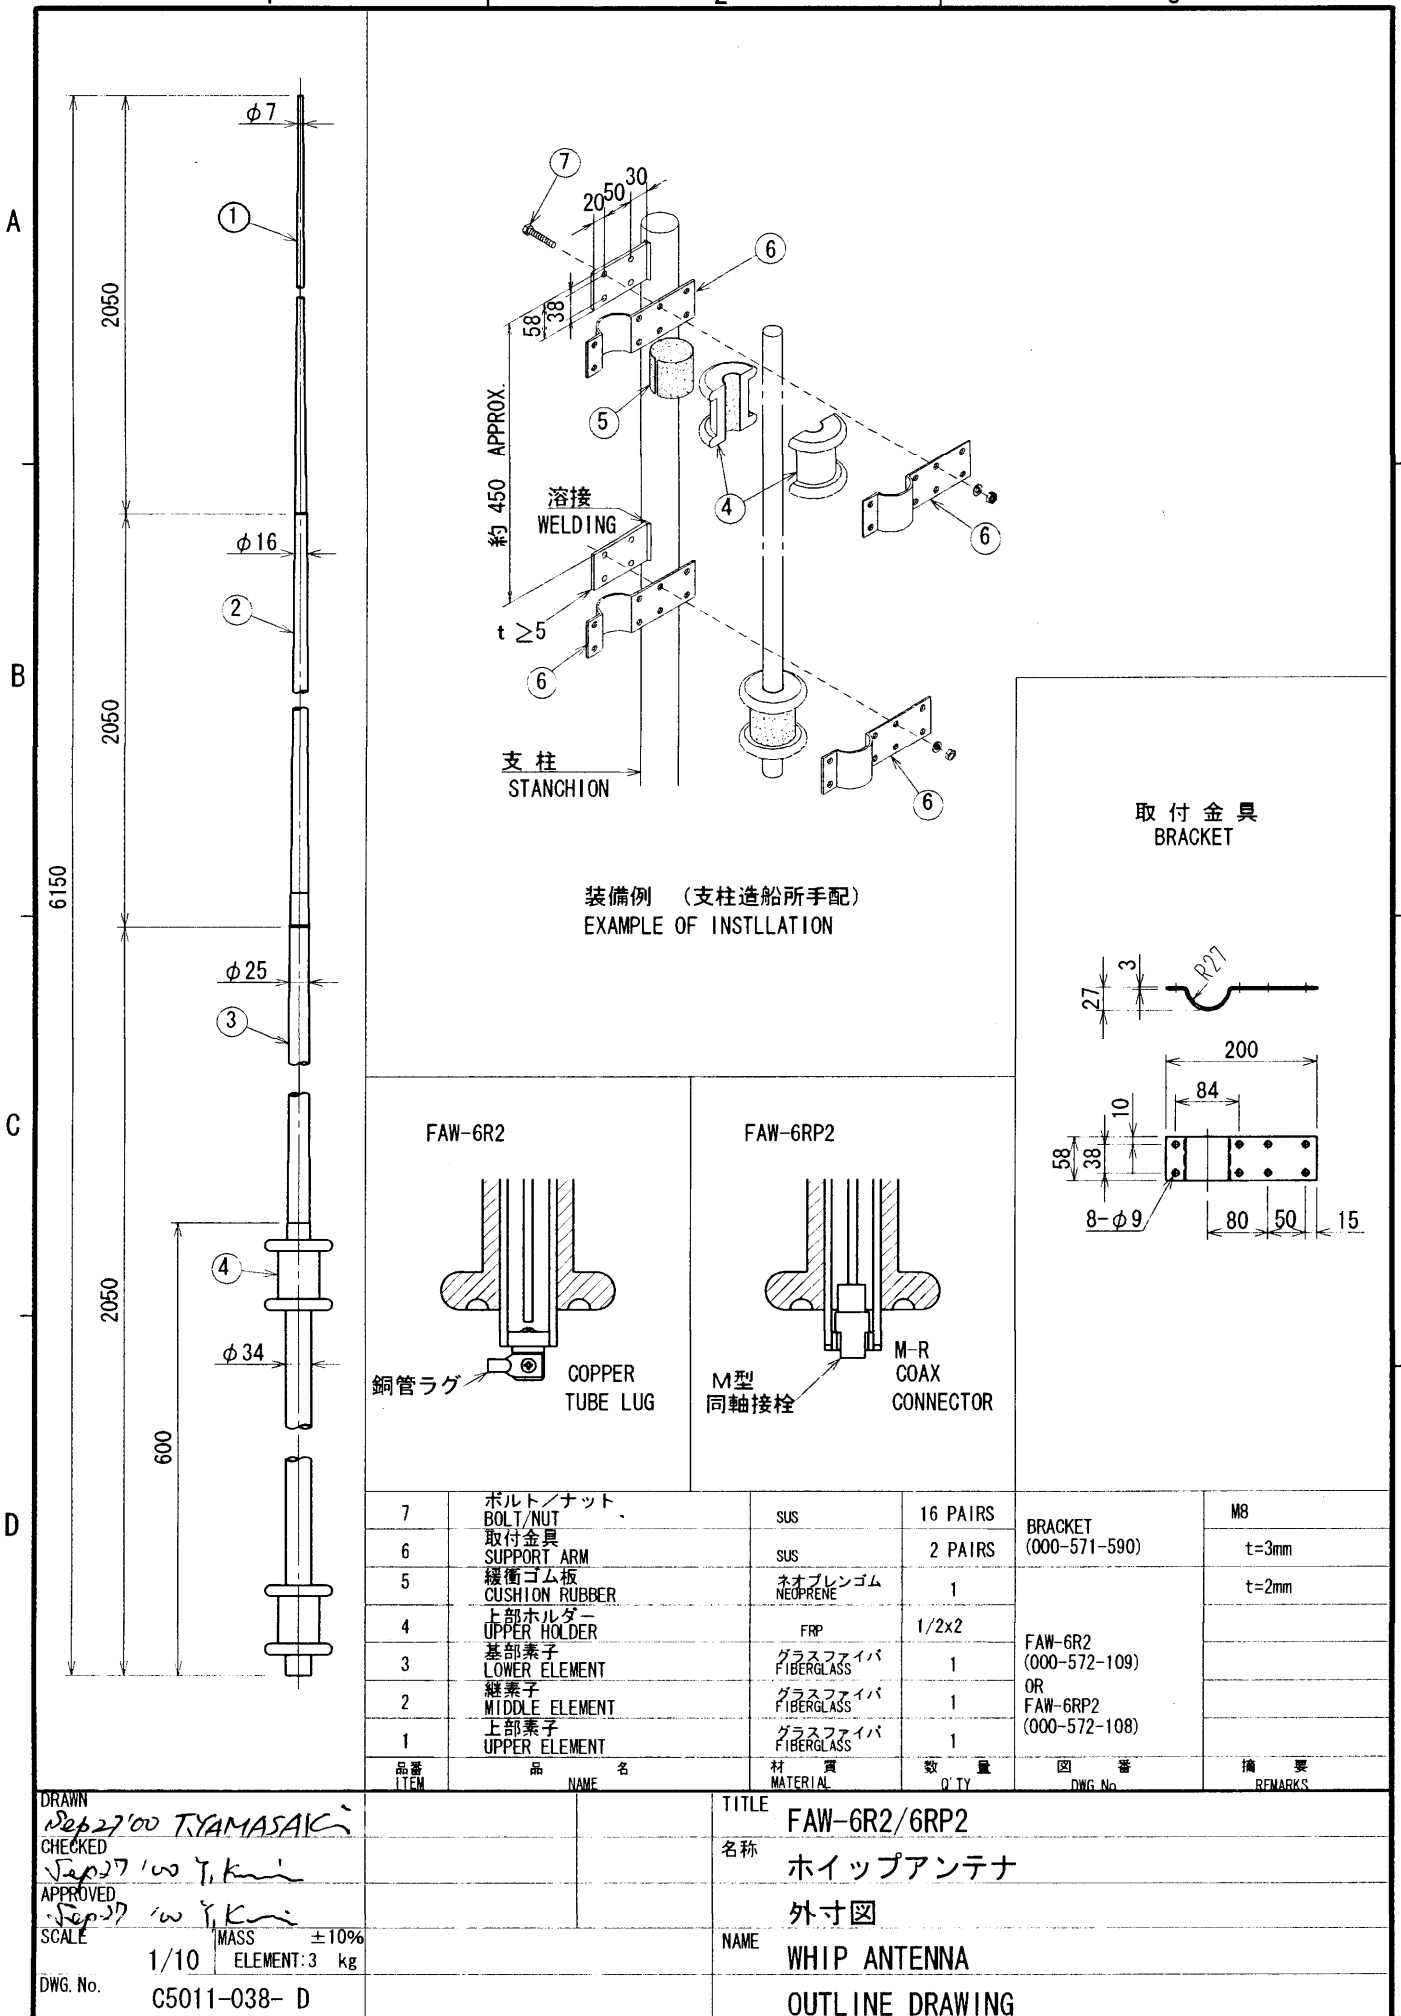 2
A
B
C
D
φ7
1
2050
φ16
2
2050
6150
φ25
3
4
2050
φ34
600
7
20
50
30
6
58
38
5
約 450 APPROX.
4
溶接
WELDING
6
t ≥5
6
支 柱
STANCHION
6
装備例 (支柱造船所手配)
EXAMPLE OF INSTLLATION
取 付 金 具
BRACKET
3
27
R27
200
84
10
58
38
8-φ9
80
50
15
FAW-6R2
銅管ラグ
COPPER
TUBE LUG
FAW-6RP2
M型
同軸接栓
M-R
COAX
CONNECTOR
7 ボルト/ナット
BOLT/NUT SUS 16 PAIRS M8
6 取付金具
SUPPORT ARM SUS 2 PAIRS t=3mm
BRACKET
(000-571-590)
5 緩衝ゴム板 ネオプレンゴム
CUSHION RUBBER NEOPRENE 1 t=2mm
4 上部ホルダー
UPPER HOLDER FRP 1/2x2
3 基部素子 グラスファイバ
LOWER ELEMENT FIBERGLASS 1
2 継素子 グラスファイバ
MIDDLE ELEMENT FIBERGLASS 1
1 上部素子 グラスファイバ
UPPER ELEMENT FIBERGLASS 1
FAW-6R2
(000-572-109)
OR
FAW-6RP2
(000-572-108)
品番 品 名 材 質 数 量 図 番 摘 要
ITEM NAME MATERIAL Q'TY DWG.No. REMARKS
DRAWN
Sep 27 '00 T.YAMASAKI
CHECKED
Sep 27 '00
APPROVED
Sep 27 '00
SCALE
1/10
MASS ±10%
ELEMENT:3 kg
DWG. No.
C5011-038- D
TITLE FAW-6R2/6RP2
名称 ホイップアンテナ
外寸図
NAME WHIP ANTENNA
OUTLINE DRAWING